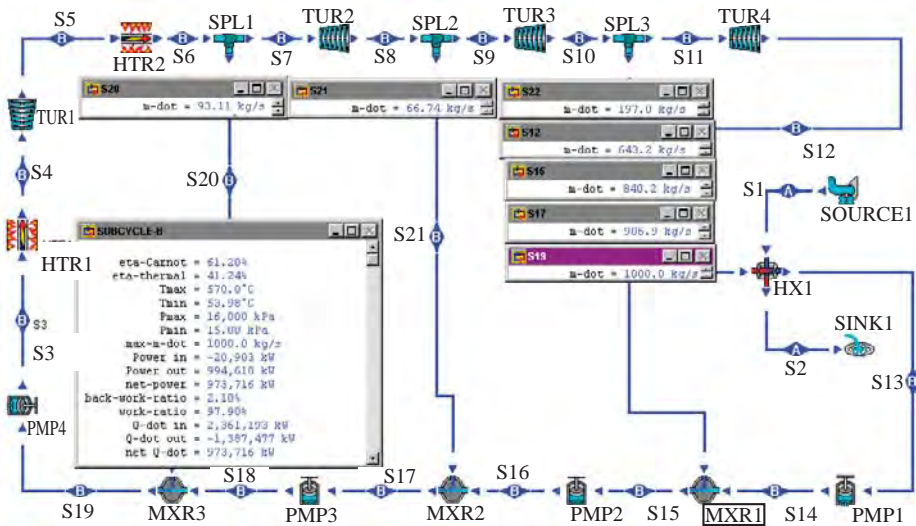 S5
HTR2
S6
SPL1
S7
TUR2
S8
SPL2
S9
TUR3
S10
SPL3
S11
TUR4
B
B
B
B
B
B
B
S20
m-dot = 93.11 kg/s
S21
m-dot = 66.74 kg/s
S22
m-dot = 197.0 kg/s
S12
m-dot = 643.2 kg/s
S16
m-dot = 840.2 kg/s
S17
m-dot = 906.9 kg/s
S19
m-dot = 1000.0 kg/s
TUR1
S4
B
S20
B
S21
B
B
S12
S1
A
SOURCE1
HX1
SINK1
A
S2
S13
B
HTR1
S3
B
S3
PMP4
SUBCYCLE-B
eta-Carnot = 61.20%
eta-thermal = 41.24%
Tmax = 570.0°C
Tmin = 53.98°C
Pmax = 16,000 kPa
Pmin = 15.00 kPa
max-m-dot = 1000.0 kg/s
Power in = -20,903 kW
Power out = 994,618 kW
net-power = 973,716 kW
back-work-ratio = 2.10%
work-ratio = 97.90%
Q-dot in = 2,361,193 kW
Q-dot out = -1,387,477 kW
net Q-dot = 973,716 kW
B
S19
MXR3
S18
B
PMP3
S17
B
MXR2
S16
B
PMP2
S15
B
MXR1
S14
B
PMP1